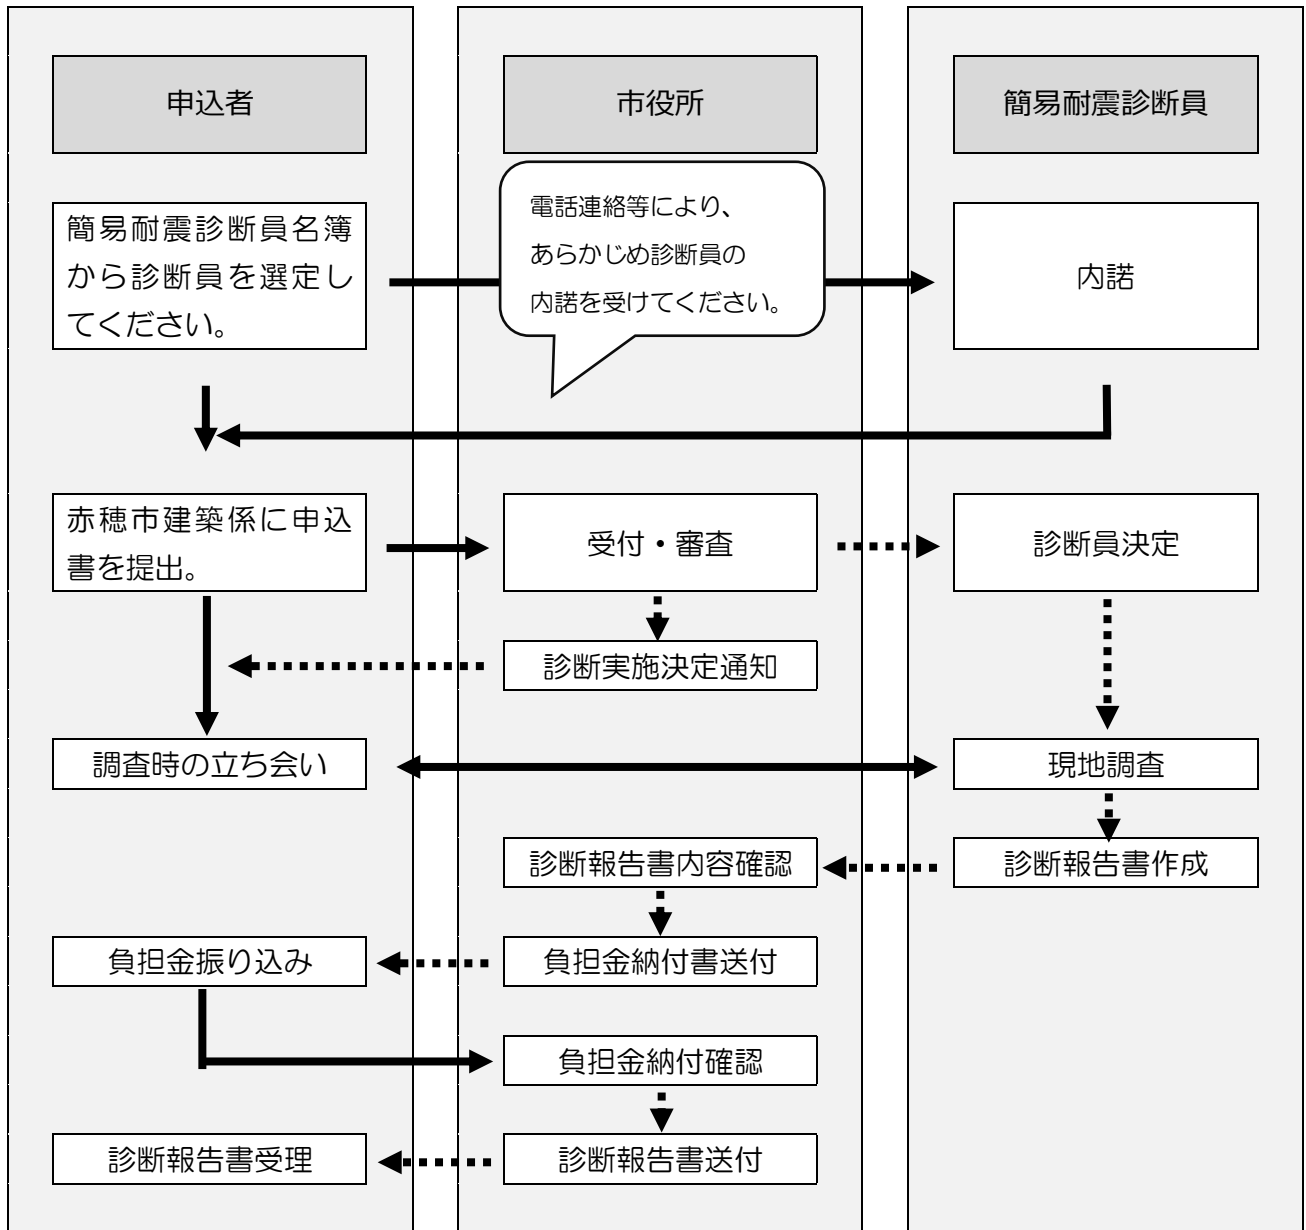 申込者
市役所
簡易耐震診断員
簡易耐震診断員名簿
から診断員を選定し
てください。
電話連絡等により、
あらかじめ診断員の
内諾を受けてください。
内諾
赤穂市建築係に申込
書を提出。
受付・審査
診断員決定
診断実施決定通知
調査時の立ち会い
現地調査
診断報告書内容確認
診断報告書作成
負担金振り込み
負担金納付書送付
負担金納付確認
診断報告書受理
診断報告書送付